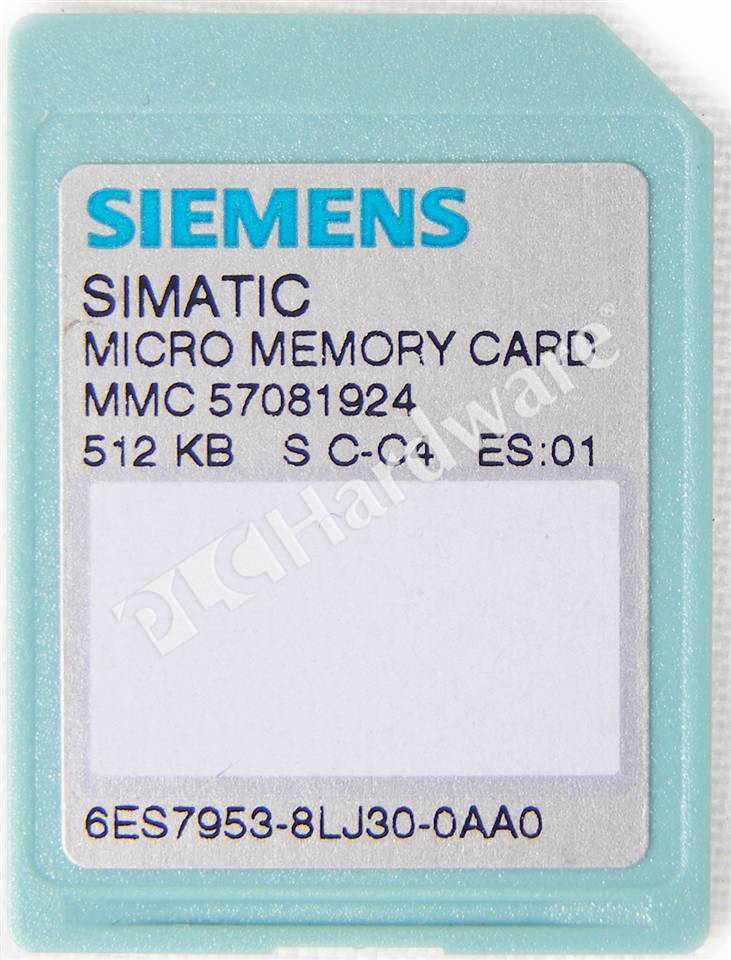 SIEMENS
SIMATIC
MICRO MEMORY CARD
MMC 57081924
512 KB S C-C4 ES:01
PLCHardware®
6ES7953-8LJ30-0AA0